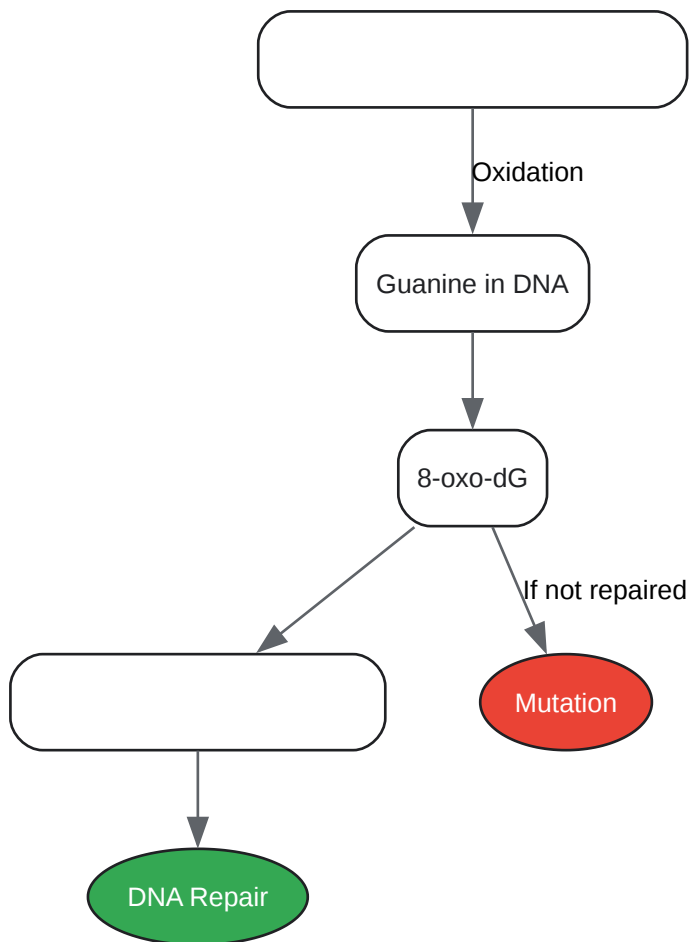 Oxidation
Guanine in DNA
8-oxo-dG
If not repaired
Mutation
DNA Repair